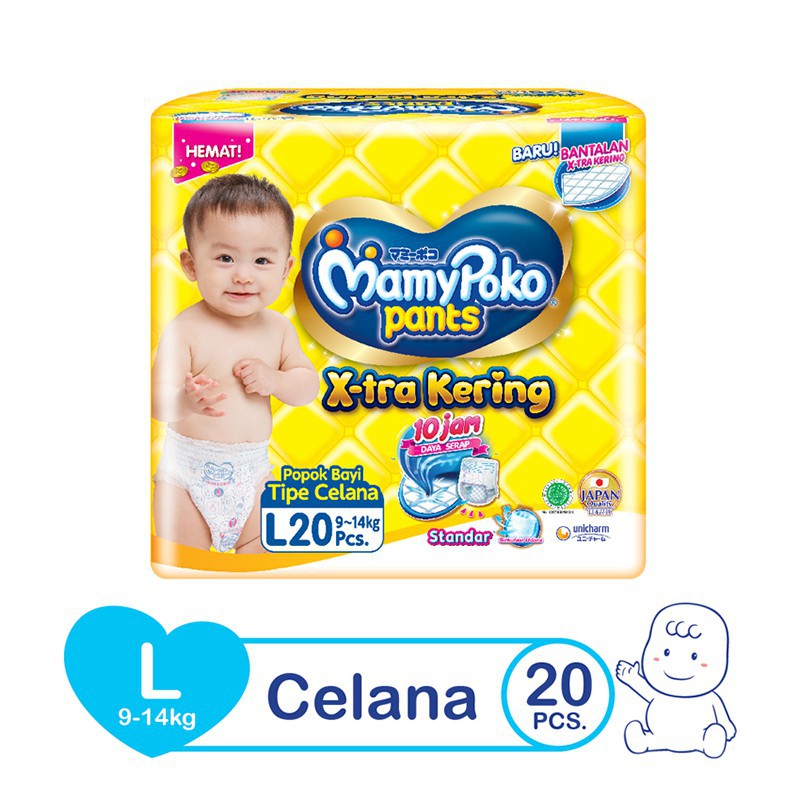 HEMAT!
BARU! BANTALAN
X-TRA KERING
マミーポコ
MamyPoko
pants
X-tra Kering
10 jam
DAYA SERAP
Popok Bayi
Tipe Celana
L20 9~14kg
Pcs.
Standar
JAPAN
Quality
unicharm
ユニ・チャーム
L
9-14kg
Celana
20
PCS.